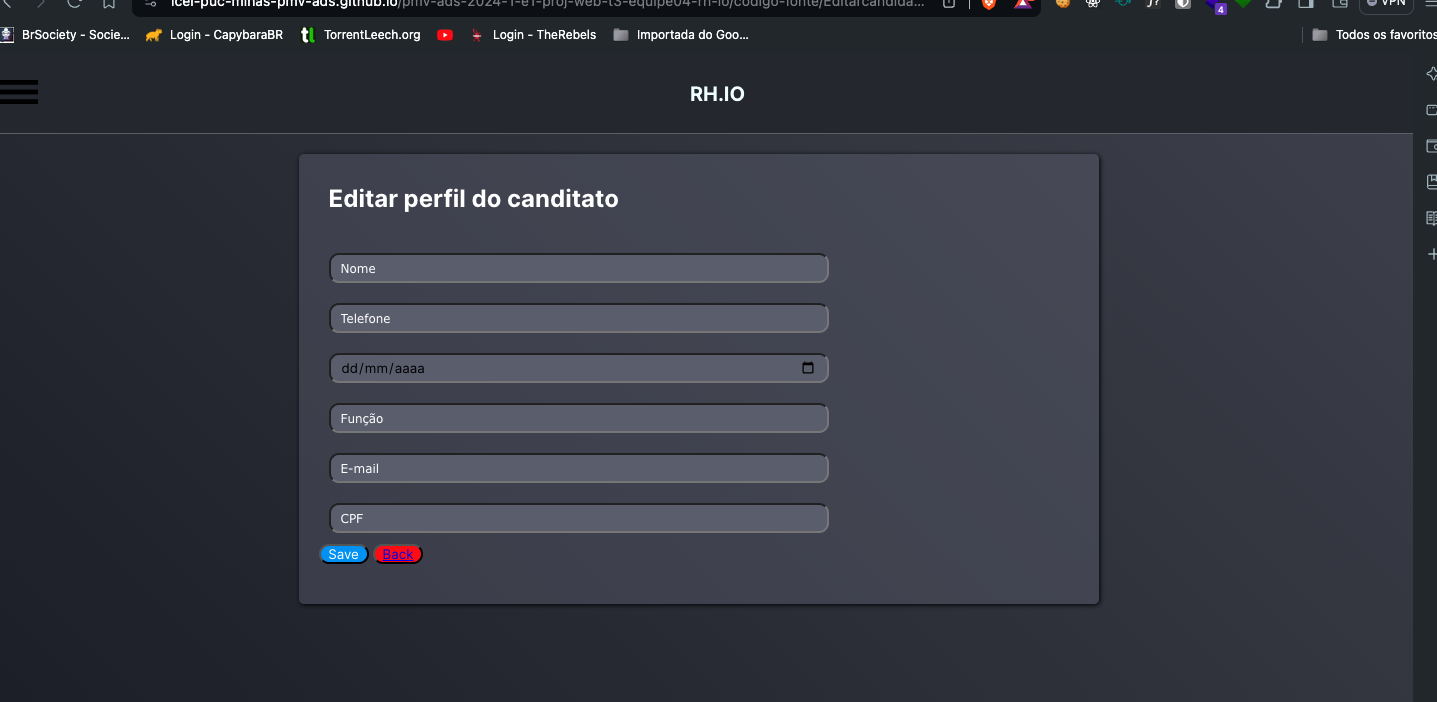 icei-puc-minas-pmv-ads.github.io/pmv-ads-2024-1-e1-proj-web-t3-equipe04-rh-io/codigo-fonte/Editarcandida...
VPN
4
BrSociety - Socie...
Login - CapybaraBR
TorrentLeech.org
Login - TheRebels
Importada do Goo...
Todos os favoritos
RH.IO
Editar perfil do canditato
Nome
Telefone
dd/mm/aaaa
Função
E-mail
CPF
Save Back